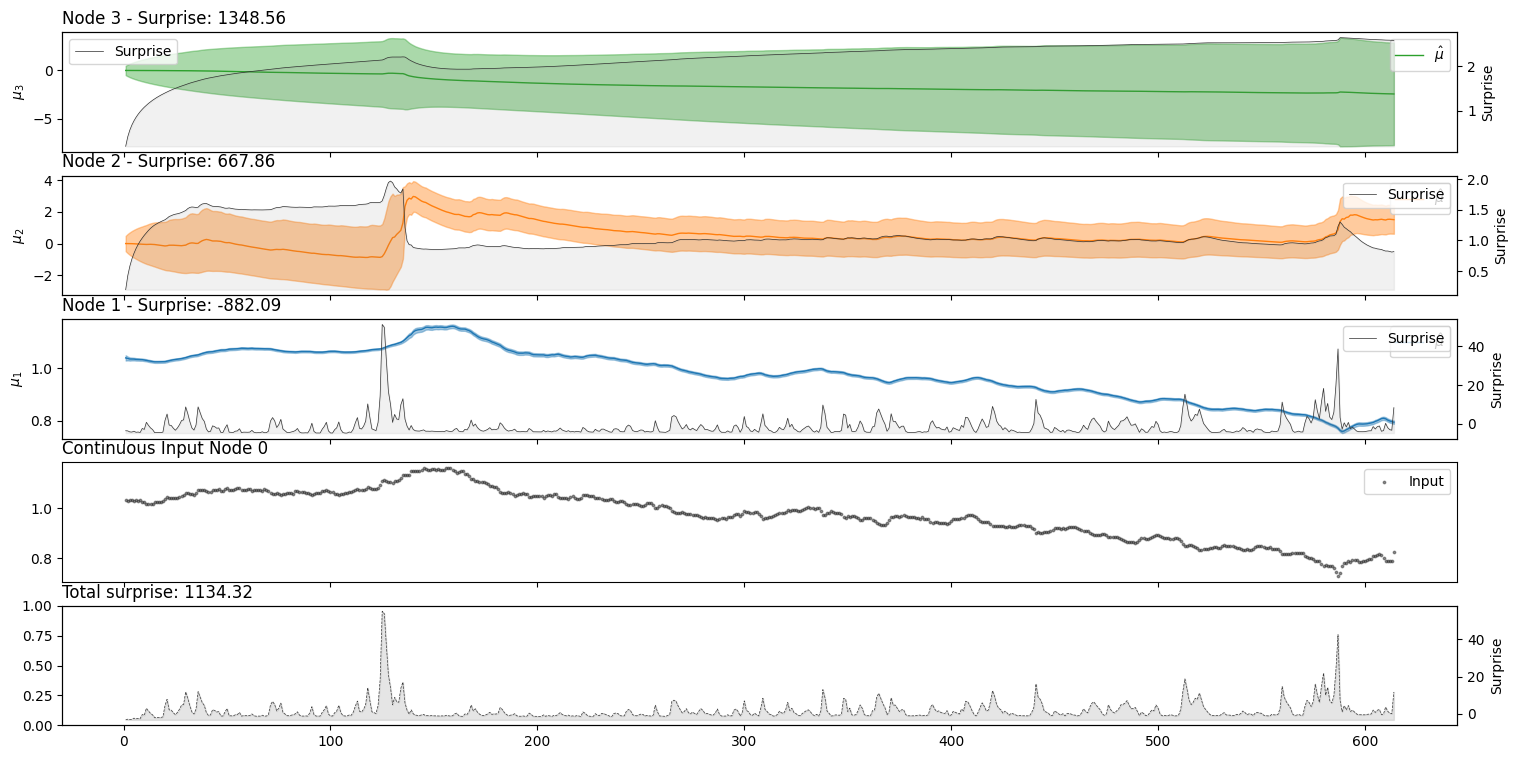 Node 3 - Surprise: 1348.56
Surprise
μ̂
0
−5
μ3
2
1
Surprise
Node 2 - Surprise: 667.86
Surprise
4
2
0
−2
μ2
2.0
1.5
1.0
0.5
Surprise
Node 1 - Surprise: -882.09
Surprise
1.0
0.8
μ1
40
20
0
Surprise
Continuous Input Node 0
Input
1.0
0.8
Total surprise: 1134.32
1.00
0.75
0.50
0.25
0.00
40
20
0
Surprise
0 100 200 300 400 500 600